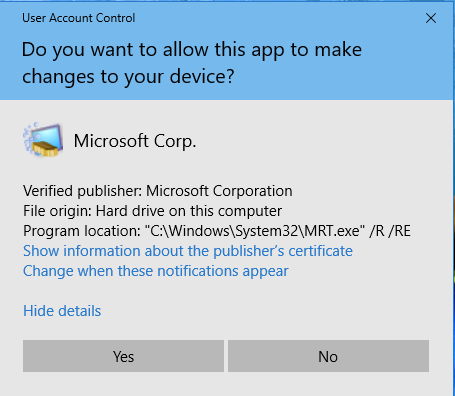 User Account Control
Do you want to allow this app to make
changes to your device?
Microsoft Corp.
Verified publisher: Microsoft Corporation
File origin: Hard drive on this computer
Program location: "C:\Windows\System32\MRT.exe" /R /RE
Show information about the publisher's certificate
Change when these notifications appear
Hide details
Yes
No